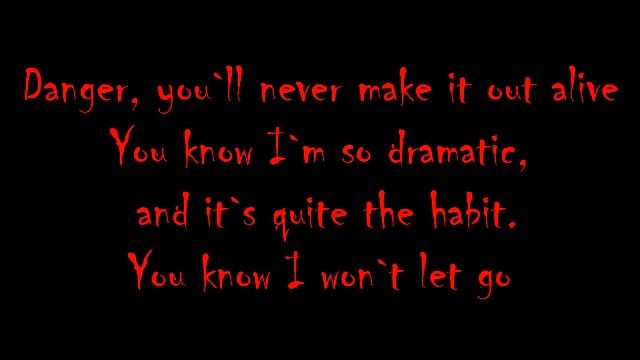 Danger, you`ll never make it out alive
You know I`m so dramatic,
and it`s quite the habit.
You know I won`t let go